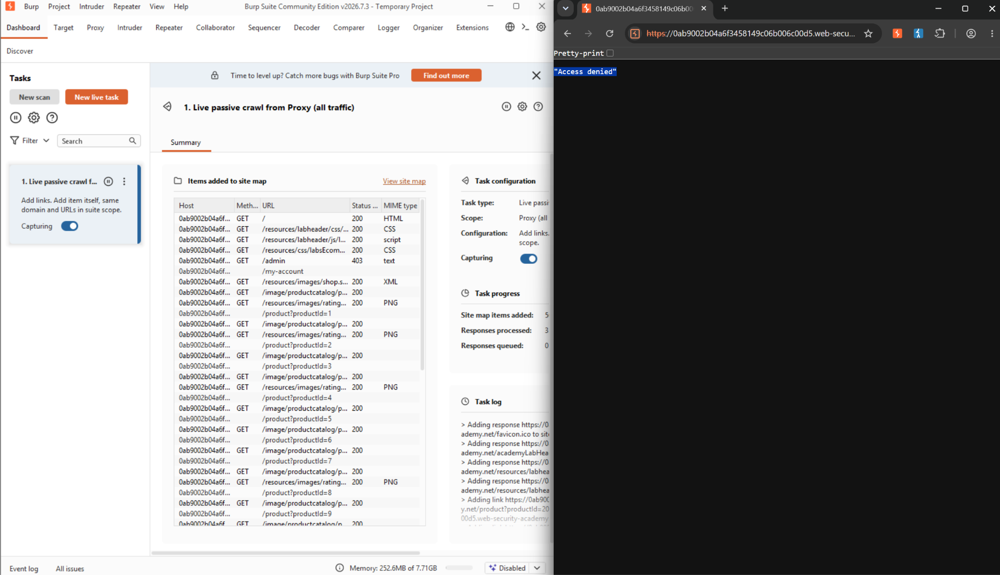 Burp Project Intruder Repeater View Help Burp Suite Community Edition v2026.7.3 - Temporary Project
Dashboard Target Proxy Intruder Repeater Collaborator Sequencer Decoder Comparer Logger Organizer Extensions
Discover
Tasks
New scan New live task
Filter Search
1. Live passive crawl f...
Add links. Add item itself, same
domain and URLs in suite scope.
Capturing
Time to level up? Catch more bugs with Burp Suite Pro Find out more
1. Live passive crawl from Proxy (all traffic)
Summary
Items added to site map View site map
Host Meth... URL Status ... MIME type
0ab9002b04a6f... GET / 200 HTML
0ab9002b04a6f... GET /resources/labheader/css/... 200 CSS
0ab9002b04a6f... GET /resources/labheader/js/l... 200 script
0ab9002b04a6f... GET /resources/css/labsEcom... 200 CSS
0ab9002b04a6f... GET /admin 403 text
0ab9002b04a6f... /my-account
0ab9002b04a6f... GET /resources/images/shop.s... 200 XML
0ab9002b04a6f... GET /image/productcatalog/p... 200
0ab9002b04a6f... GET /resources/images/rating... 200 PNG
0ab9002b04a6f... /product?productId=1
0ab9002b04a6f... GET /image/productcatalog/p... 200
0ab9002b04a6f... GET /resources/images/rating... 200 PNG
0ab9002b04a6f... /product?productId=2
0ab9002b04a6f... GET /image/productcatalog/p... 200
0ab9002b04a6f... /product?productId=3
0ab9002b04a6f... GET /image/productcatalog/p... 200
0ab9002b04a6f... GET /resources/images/rating... 200 PNG
0ab9002b04a6f... /product?productId=4
0ab9002b04a6f... GET /image/productcatalog/p... 200
0ab9002b04a6f... /product?productId=5
0ab9002b04a6f... GET /image/productcatalog/p... 200
0ab9002b04a6f... /product?productId=6
0ab9002b04a6f... GET /image/productcatalog/p... 200
0ab9002b04a6f... /product?productId=7
0ab9002b04a6f... GET /image/productcatalog/p... 200
0ab9002b04a6f... GET /resources/images/rating... 200 PNG
0ab9002b04a6f... /product?productId=8
0ab9002b04a6f... GET /image/productcatalog/p... 200
0ab9002b04a6f... /product?productId=9
0ab9002b04a6f... GET /image/productcatalog/p... 200
Task configuration
Task type: Live passi
Scope: Proxy (all
Configuration: Add links.
scope.
Capturing
Task progress
Site map items added: 5
Responses processed: 3
Responses queued: 0
Task log
> Adding response https://0
ademy.net/favicon.ico to sit
> Adding response https://0
ademy.net/academyLabHea
> Adding response https://0
ademy.net/resources/labhea
> Adding response https://0
ademy.net/resources/labhea
> Adding link https://0ab900
y.net/product?productId=20
00d5.web-security-academy
Event log All issues Memory: 252.6MB of 7.71GB Disabled
0ab9002b04a6f3458149c06b00
https://0ab9002b04a6f3458149c06b006c00d5.web-secu...
Pretty-print
"Access denied"